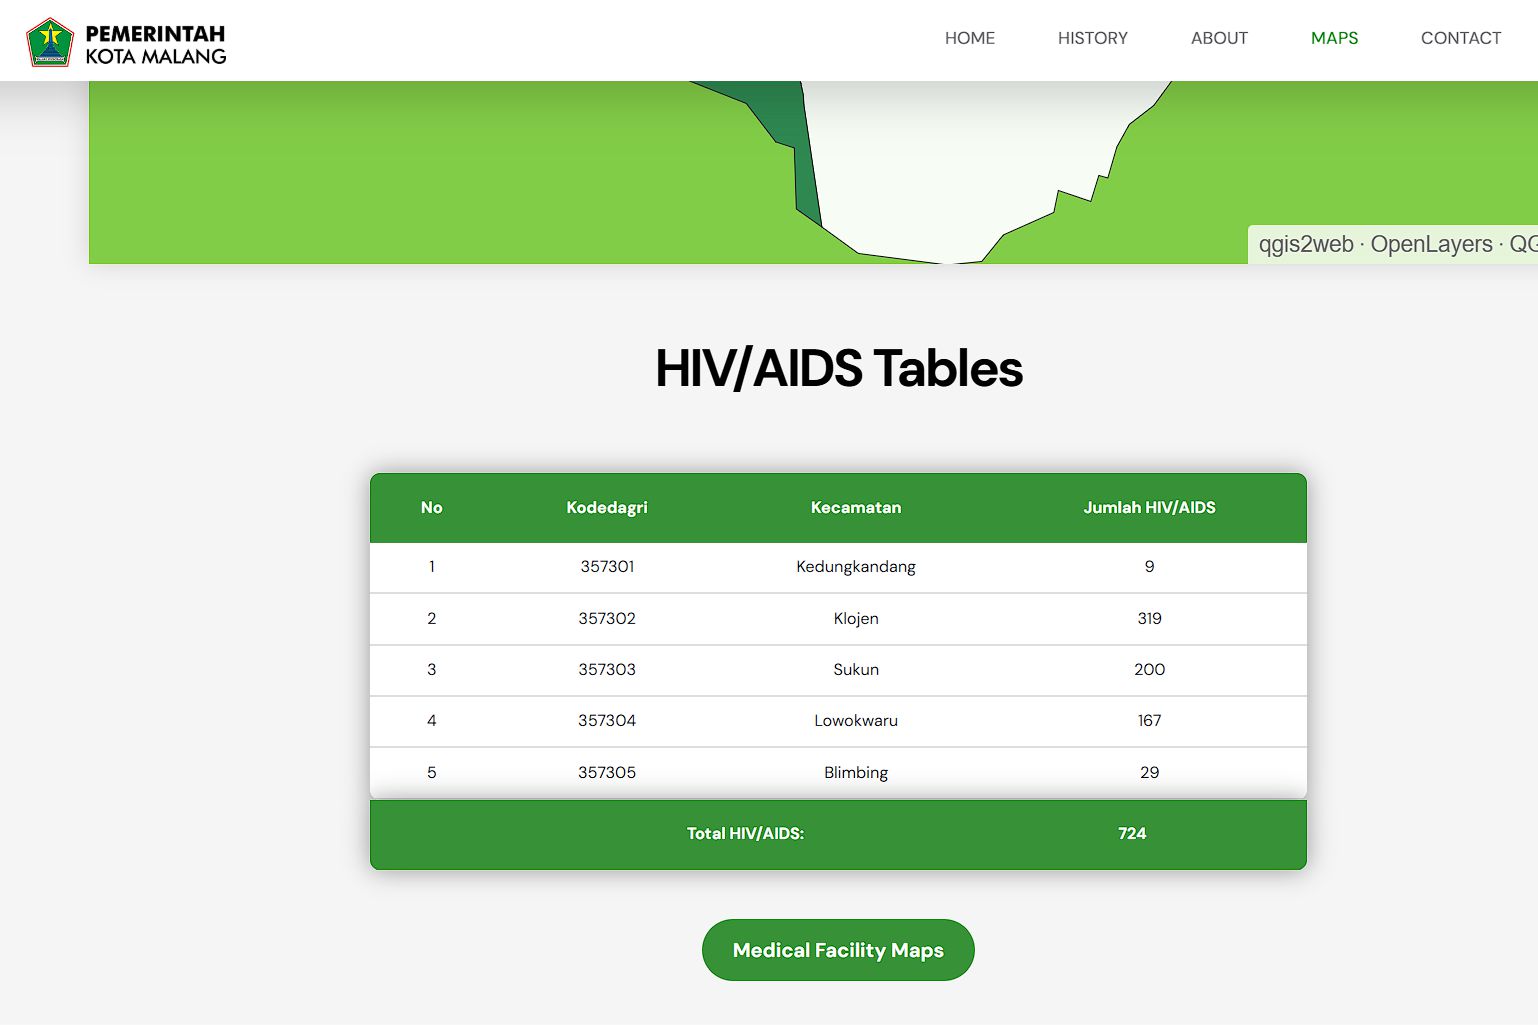 PEMERINTAH
KOTA MALANG
HOME HISTORY ABOUT MAPS CONTACT
qgis2web · OpenLayers ·
HIV/AIDS Tables
No Kodedagri Kecamatan Jumlah HIV/AIDS
1 357301 Kedungkandang 9
2 357302 Klojen 319
3 357303 Sukun 200
4 357304 Lowokwaru 167
5 357305 Blimbing 29
Total HIV/AIDS: 724
Medical Facility Maps